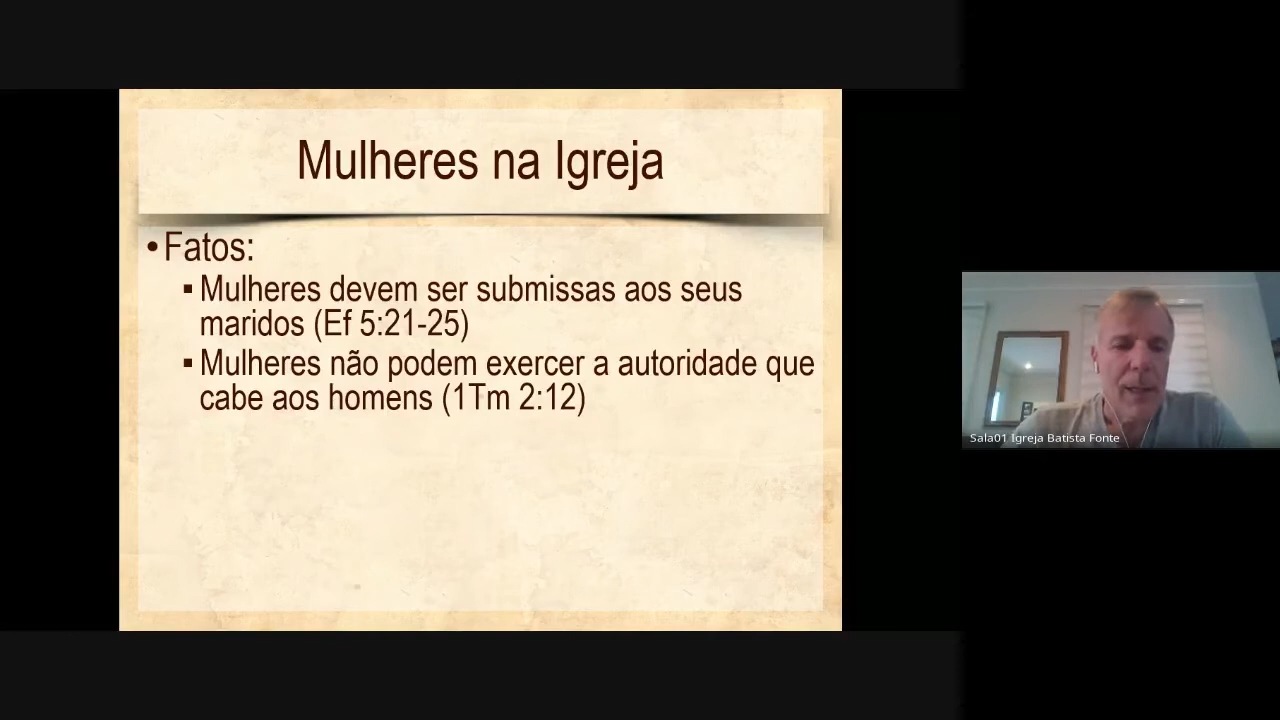 Mulheres na Igreja
•Fatos:
▪Mulheres devem ser submissas aos seus
maridos (Ef 5:21-25)
▪Mulheres não podem exercer a autoridade que
cabe aos homens (1Tm 2:12)
Sala01 Igreja Batista Fonte